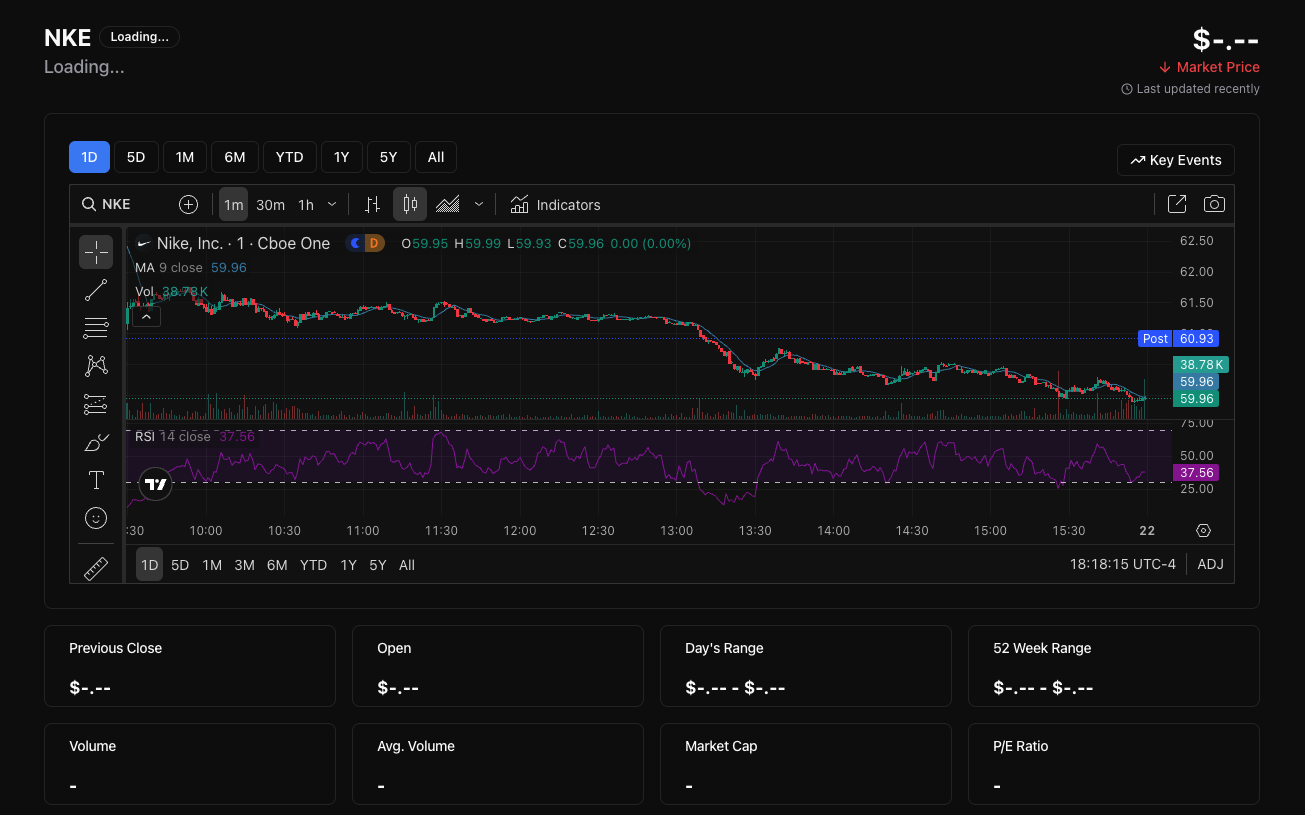 NKE Loading...
Loading...
$-.--
↓ Market Price
Last updated recently
1D 5D 1M 6M YTD 1Y 5Y All
Key Events
NKE 1m 30m 1h Indicators
Nike, Inc. · 1 · Cboe One D O59.95 H59.99 L59.93 C59.96 0.00 (0.00%)
MA 9 close 59.96
Vol 38.78K
62.50
62.00
61.50
Post 60.93
38.78K
59.96
59.96
75.00
RSI 14 close 37.56
50.00
37.56
25.00
:30 10:00 10:30 11:30 12:00 12:30 13:00 13:30 14:00 14:30 15:00 15:30 22
1D 5D 1M 3M 6M YTD 1Y 5Y All 18:18:15 UTC-4 ADJ
Previous Close Open Day's Range 52 Week Range
$-.-- $-.-- $-.-- - $-.-- $-.-- - $-.--
Volume Avg. Volume Market Cap P/E Ratio
- - - -